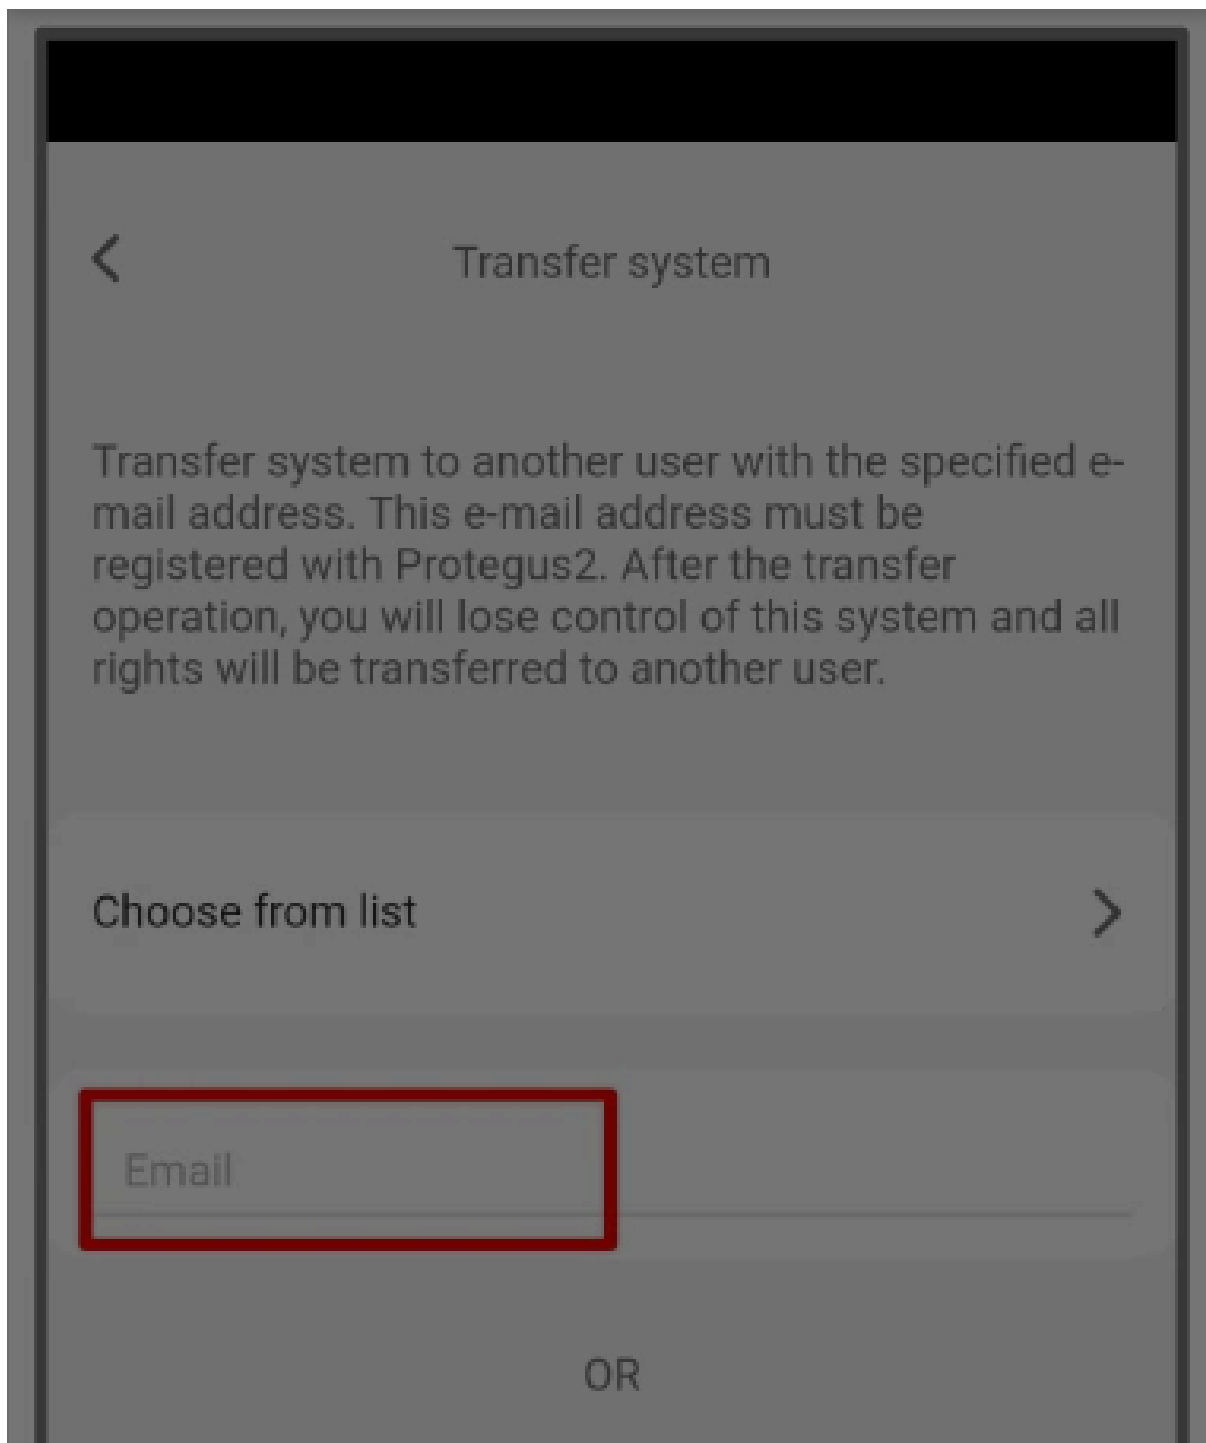 Transfer system
Transfer system to another user with the specified e-
mail address. This e-mail address must be
registered with Protegus2. After the transfer
operation, you will lose control of this system and all
rights will be transferred to another user.
Choose from list
Email
OR